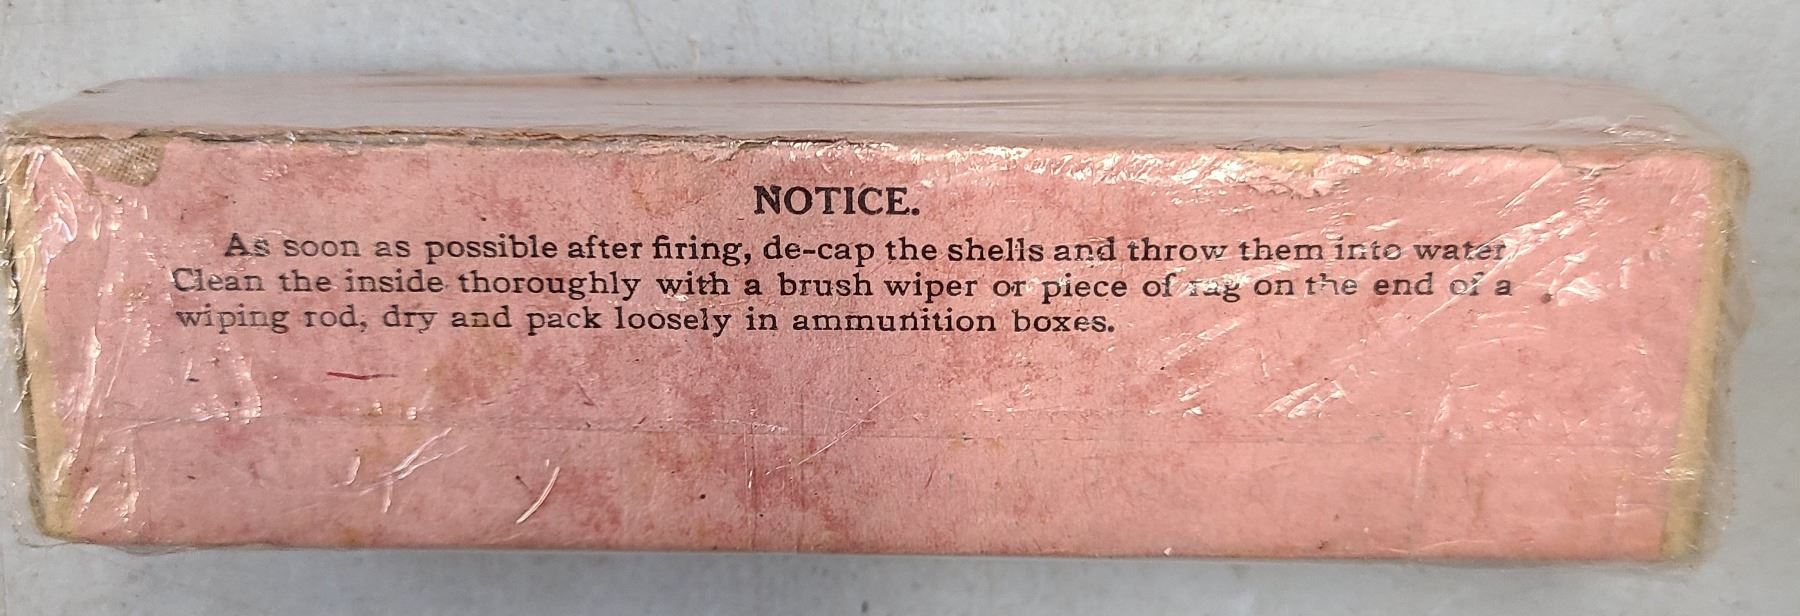 NOTICE.
As soon as possible after firing, de-cap the shells and throw them into water
Clean the inside thoroughly with a brush wiper or piece of rag on the end of a
wiping rod, dry and pack loosely in ammunition boxes.